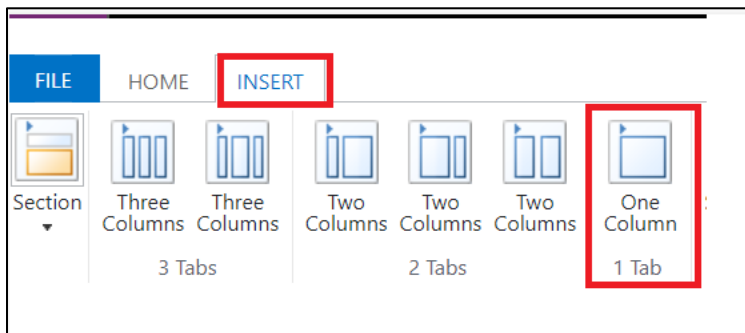 FILE HOME INSERT
Section Three Columns Three Columns Two Columns Two Columns Two Columns One Column
3 Tabs 2 Tabs 1 Tab